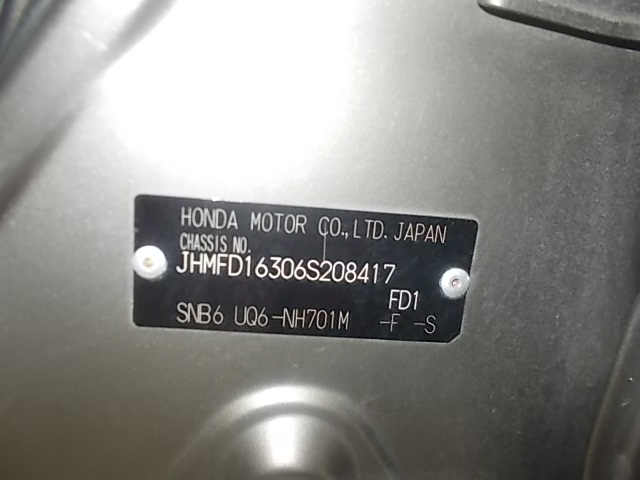 HONDA MOTOR CO., LTD. JAPAN
CHASSIS NO.
JHMFD16306S208417
FD1
SNB6 UQ6-NH701M -F -S